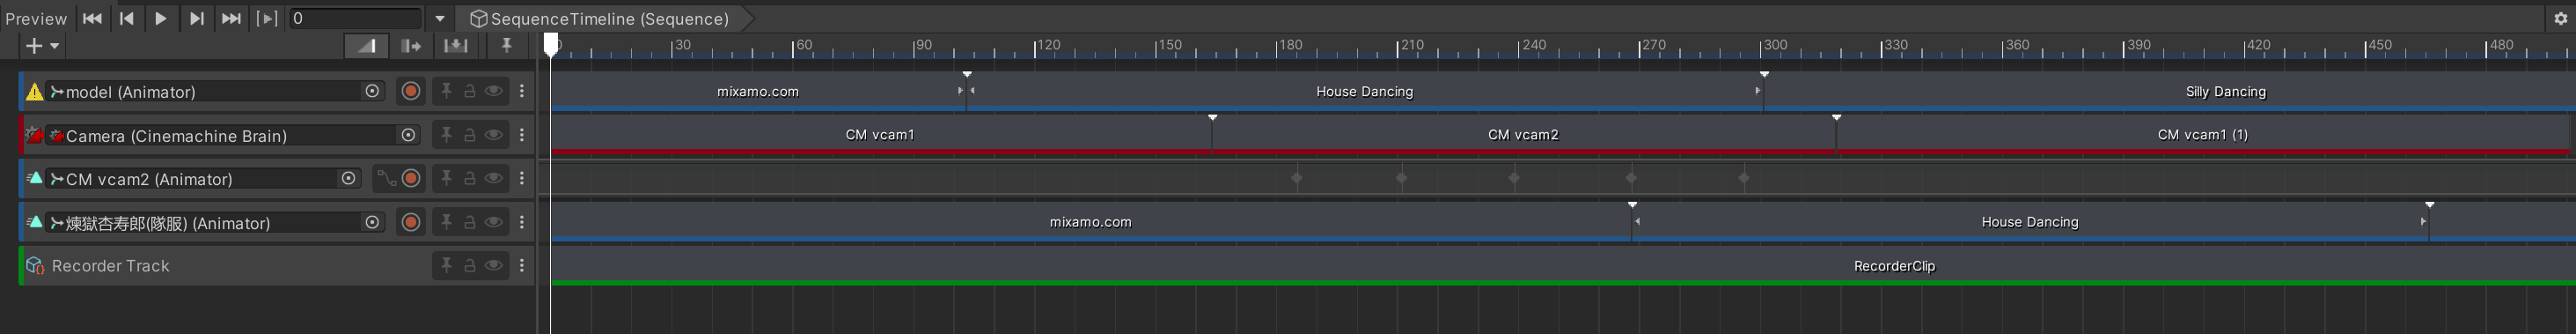 Preview 0 SequenceTimeline (Sequence)
30 60 90 120 150 180 210 240 270 300 330 360 390 420 450 480
model (Animator) mixamo.com House Dancing Silly Dancing
Camera (Cinemachine Brain) CM vcam1 CM vcam2 CM vcam1 (1)
CM vcam2 (Animator)
煉獄杏寿郎(隊服) (Animator) mixamo.com House Dancing
Recorder Track RecorderClip